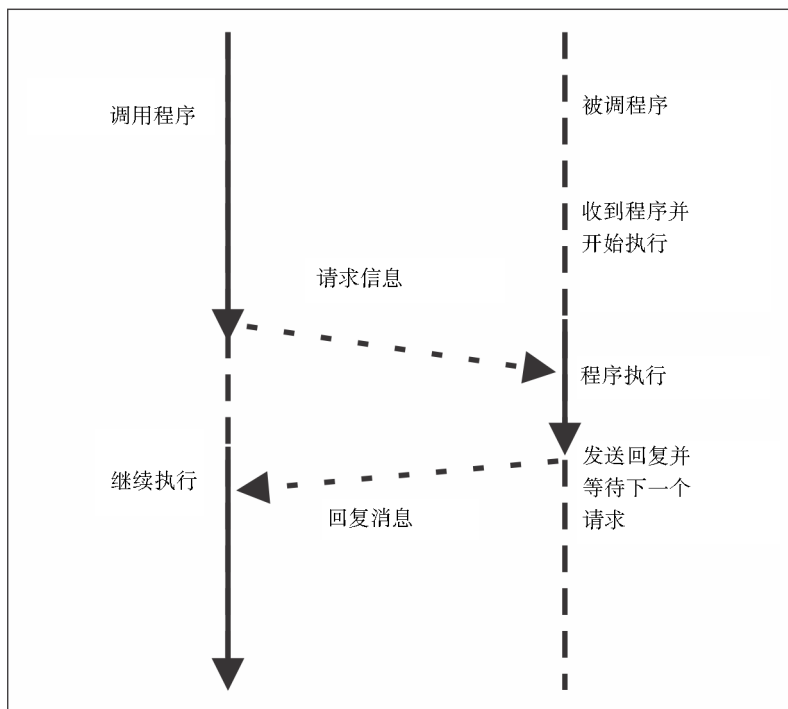 调用程序
被调程序
收到程序并
开始执行
请求信息
程序执行
继续执行
发送回复并
等待下一个
请求
回复消息